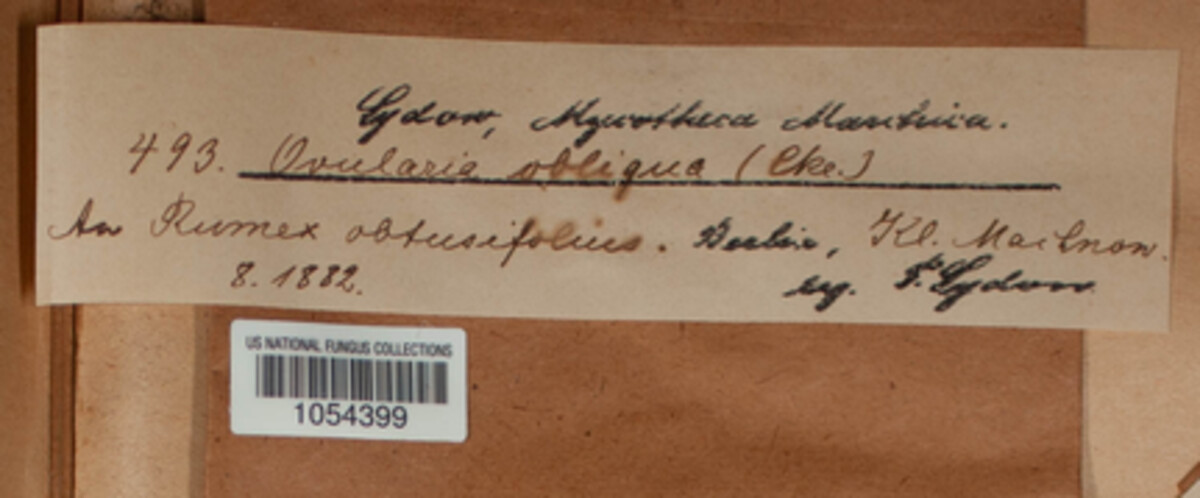 Sydow, Mycotheca Marchica.
493. Ovularia obliqua (Cke.)
An Rumex obtusifolius. Berlin, Kl. Machnow.
8. 1882.
leg. P. Sydow
US NATIONAL FUNGUS COLLECTIONS
1054399